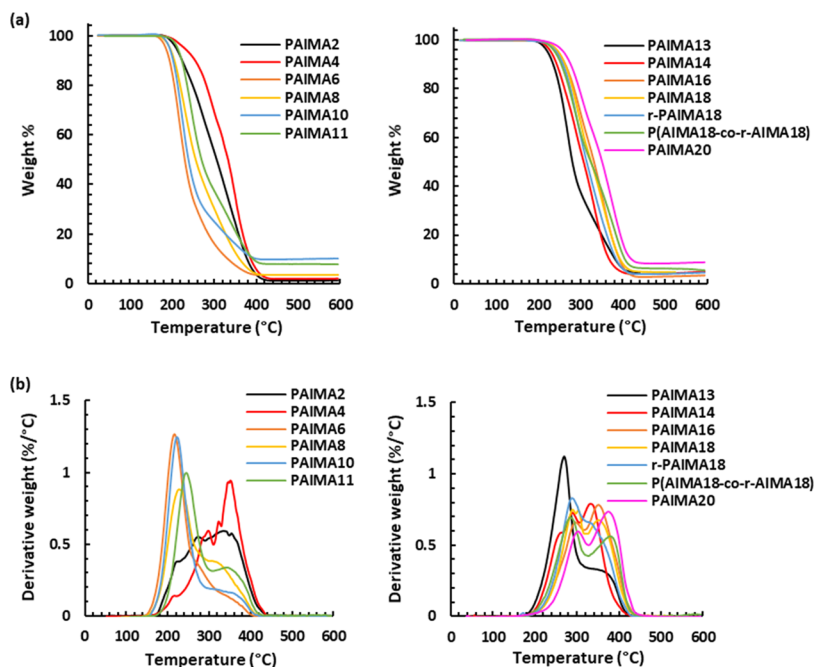 (a)
100
80
60
40
20
0
Weight %
0 100 200 300 400 500 600
Temperature (°C)
PAIMA2
PAIMA4
PAIMA6
PAIMA8
PAIMA10
PAIMA11
100
80
60
40
20
0
Weight %
0 100 200 300 400 500 600
Temperature (°C)
PAIMA13
PAIMA14
PAIMA16
PAIMA18
r-PAIMA18
P(AIMA18-co-r-AIMA18)
PAIMA20
(b)
1.5
1
0.5
0
Derivative weight (%/°C)
0 100 200 300 400 500 600
Temperature (°C)
PAIMA2
PAIMA4
PAIMA6
PAIMA8
PAIMA10
PAIMA11
1.5
1
0.5
0
Derivative weight (%/°C)
0 100 200 300 400 500 600
Temperature (°C)
PAIMA13
PAIMA14
PAIMA16
PAIMA18
r-PAIMA18
P(AIMA18-co-r-AIMA18)
PAIMA20